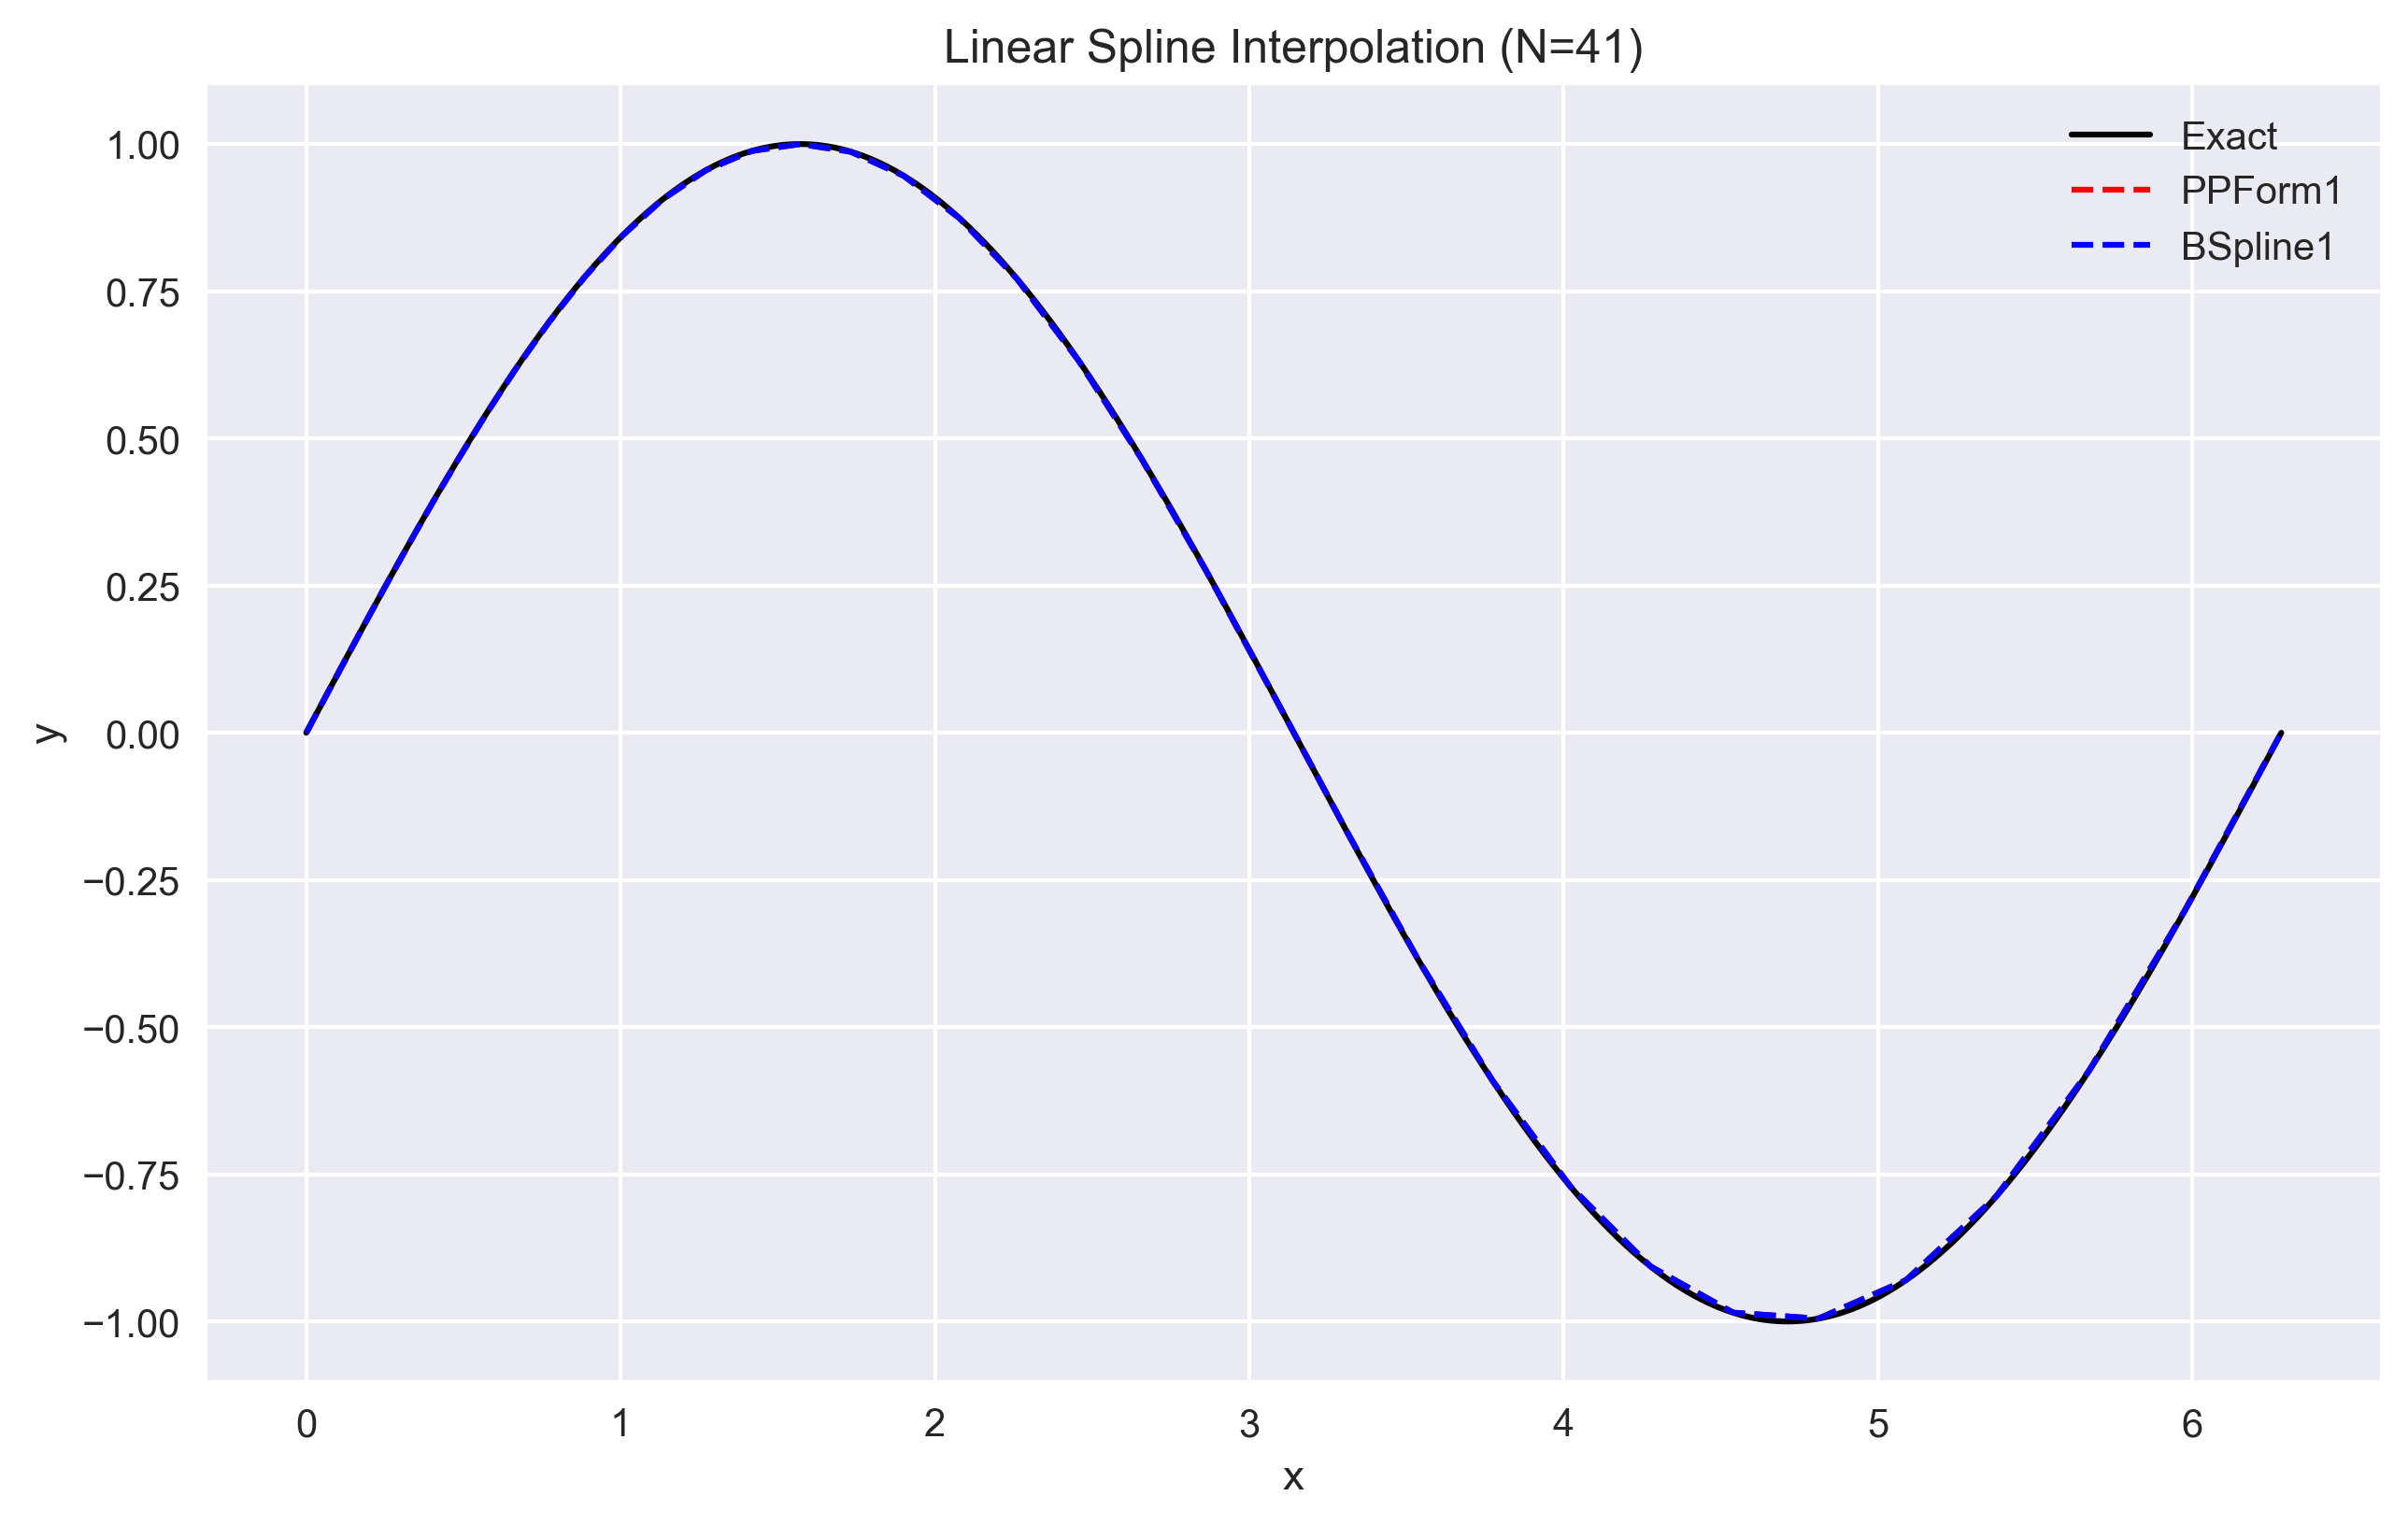 Linear Spline Interpolation (N=41)
Exact
PPForm1
BSpline1
1.00
0.75
0.50
0.25
0.00
−0.25
−0.50
−0.75
−1.00
y
0 1 2 3 4 5 6
x